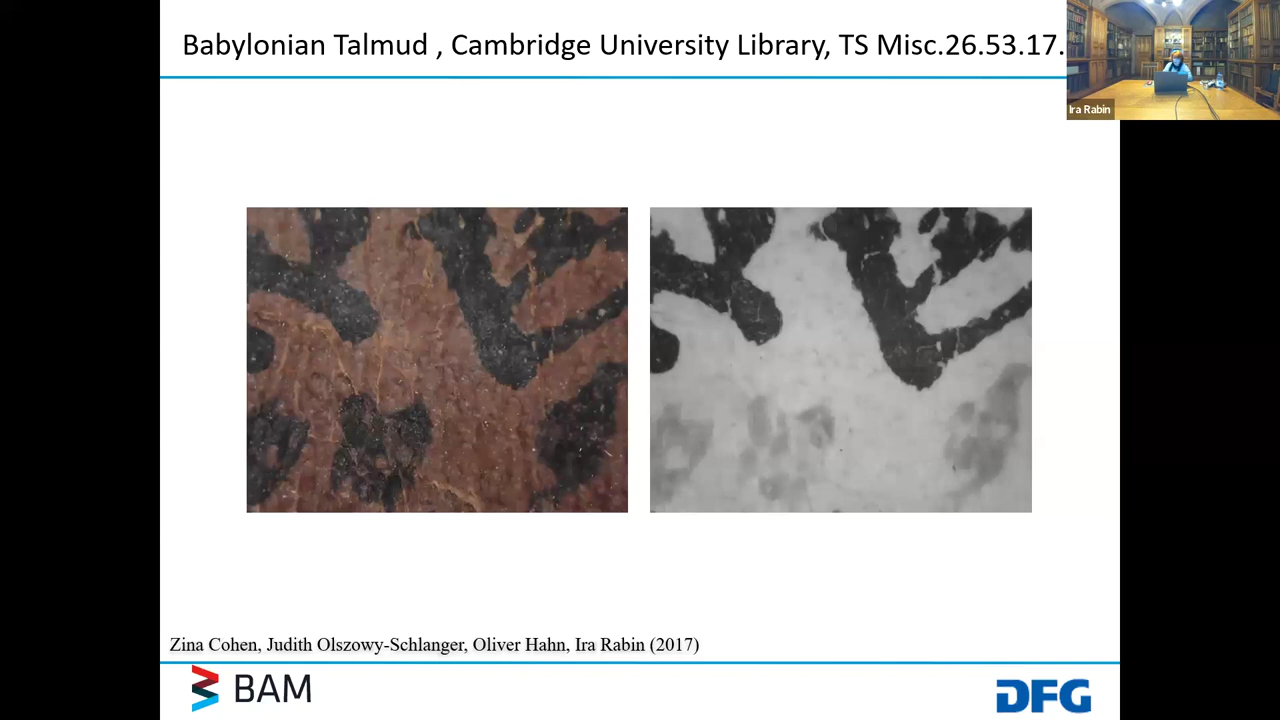 Babylonian Talmud , Cambridge University Library, TS Misc.26.53.17.
Ira Rabin
Zina Cohen, Judith Olszowy-Schlanger, Oliver Hahn, Ira Rabin (2017)
BAM
DFG